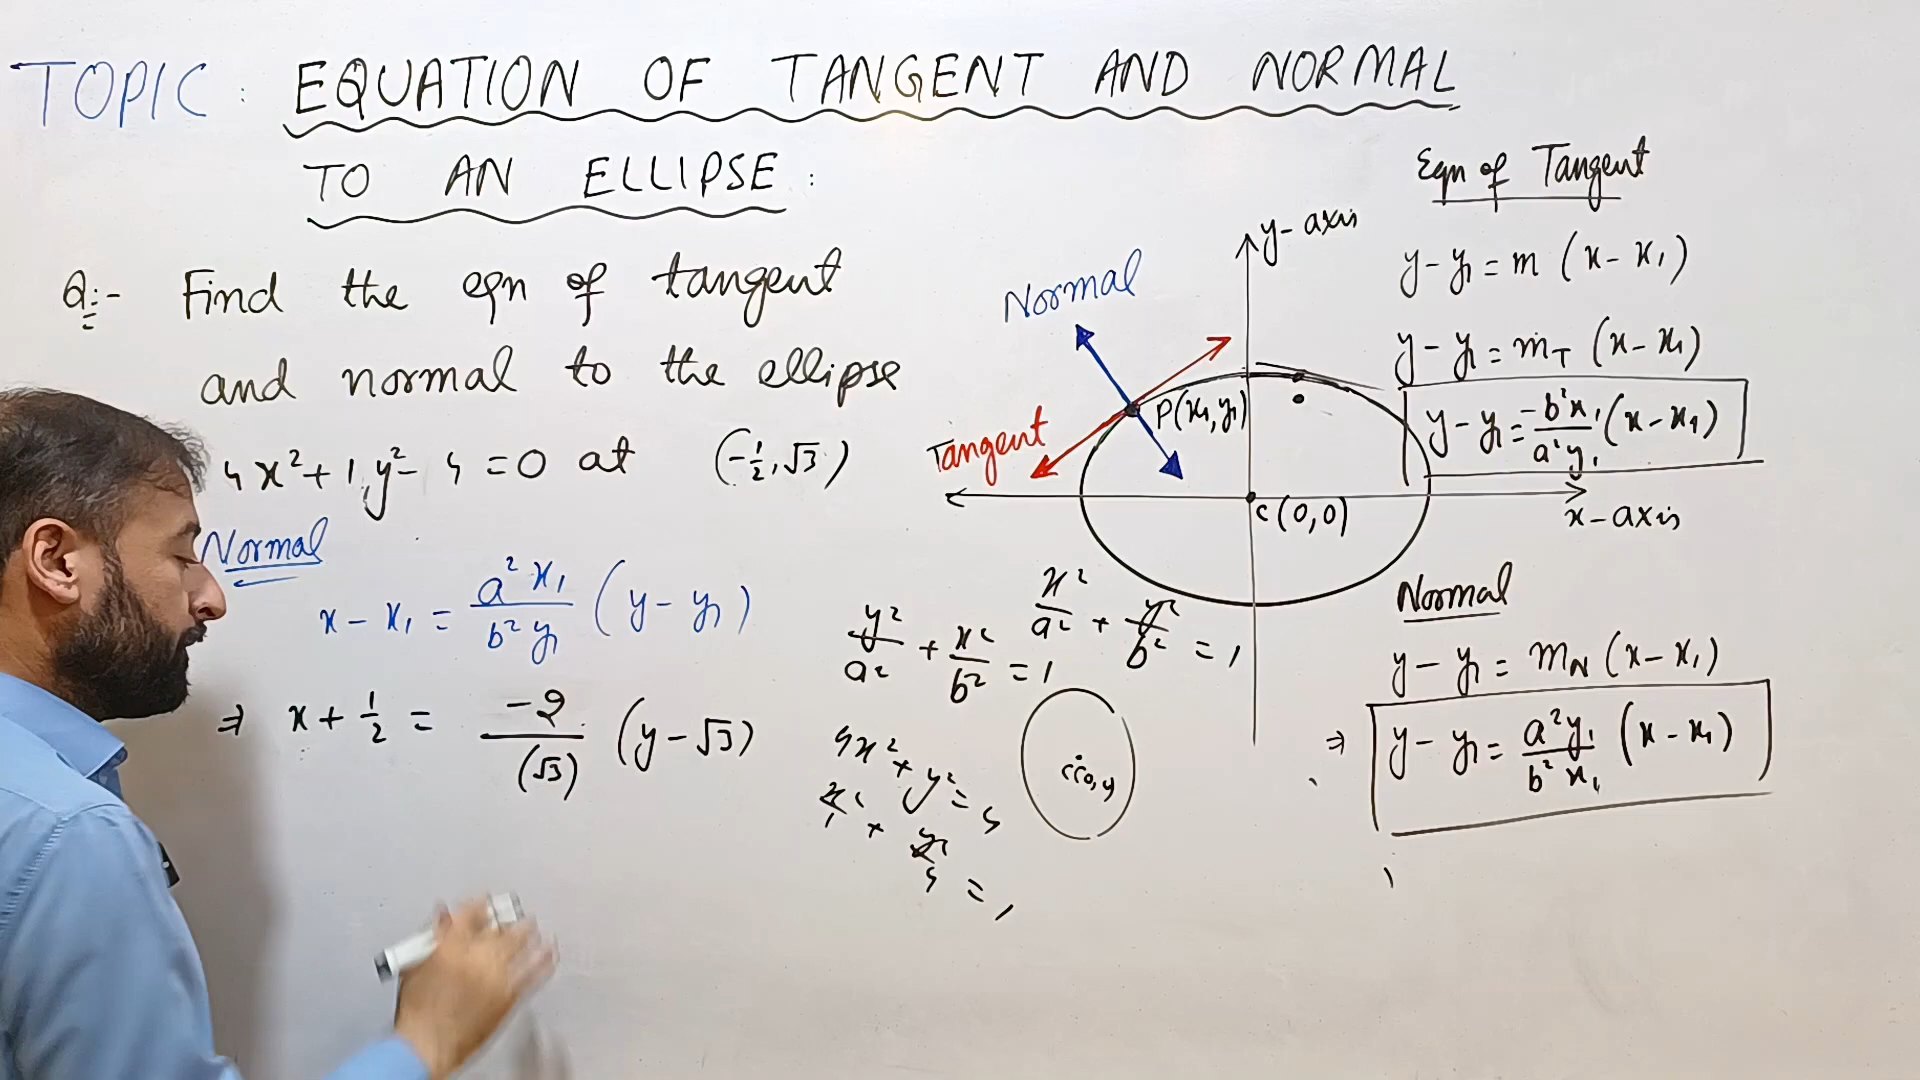 TOPIC: EQUATION OF TANGENT AND NORMAL
TO AN ELLIPSE:
Q:- Find the eqn of tangent
and normal to the ellipse
4x²+1y²-4=0 at (-1/2, √3)
Normal
x - x₁ = a²x₁/b²y₁ (y - y₁)
⇒ x + 1/2 = -2/(√3) (y - √3)
y²/a² + x²/b² = 1
x²/a² + y²/b² = 1
4x² + y² = 4
x²/1 + y²/4 = 1
y-axis
Normal
Tangent
P(x₁, y₁)
C(0,0)
x-axis
Eqn of Tangent
y - y₁ = m (x - x₁)
y - y₁ = m_T (x - x₁)
y - y₁ = -b²x₁/a²y₁ (x - x₁)
Normal
y - y₁ = m_N (x - x₁)
⇒ y - y₁ = a²y₁/b²x₁ (x - x₁)